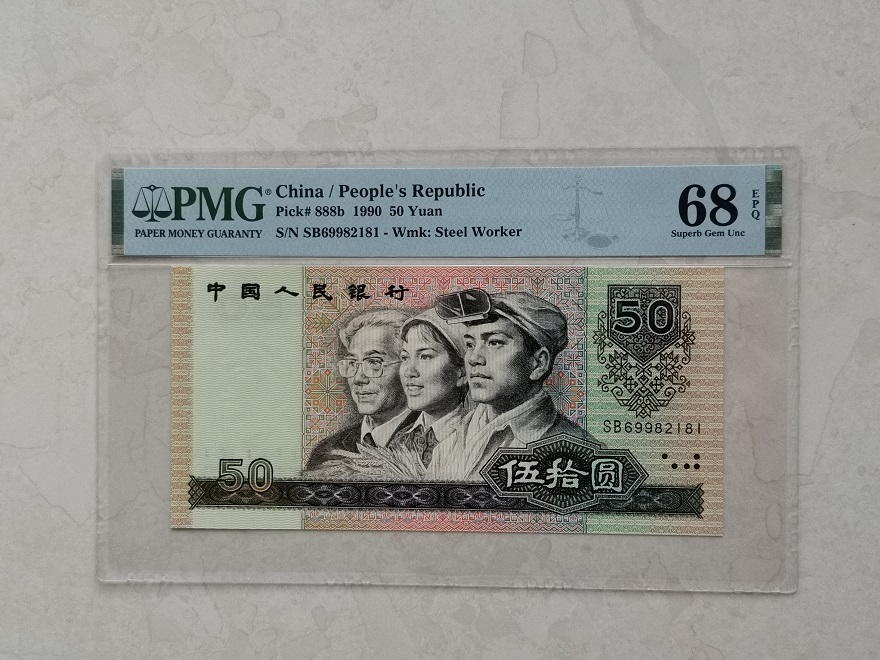 PMG®
PAPER MONEY GUARANTY
China / People's Republic
Pick# 888b 1990 50 Yuan
S/N SB69982181 - Wmk: Steel Worker
68
EPQ
Superb Gem Unc
中国人民银行
50
SB69982181
50
伍拾圆